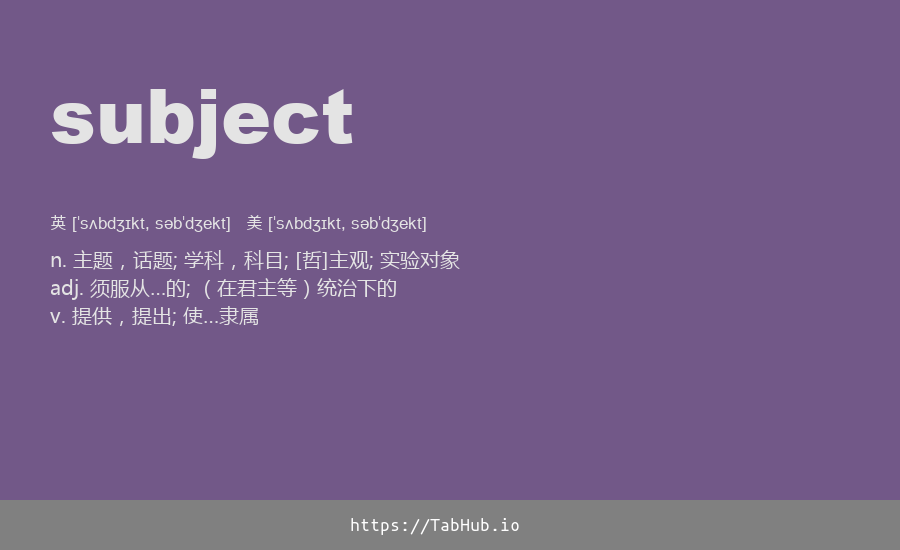 subject
英 [ˈsʌbdʒɪkt, səbˈdʒekt] 美 [ˈsʌbdʒɪkt, səbˈdʒekt]
n. 主题，话题; 学科，科目; [哲]主观; 实验对象
adj. 须服从…的; （在君主等）统治下的
v. 提供，提出; 使…隶属
https://TabHub.io